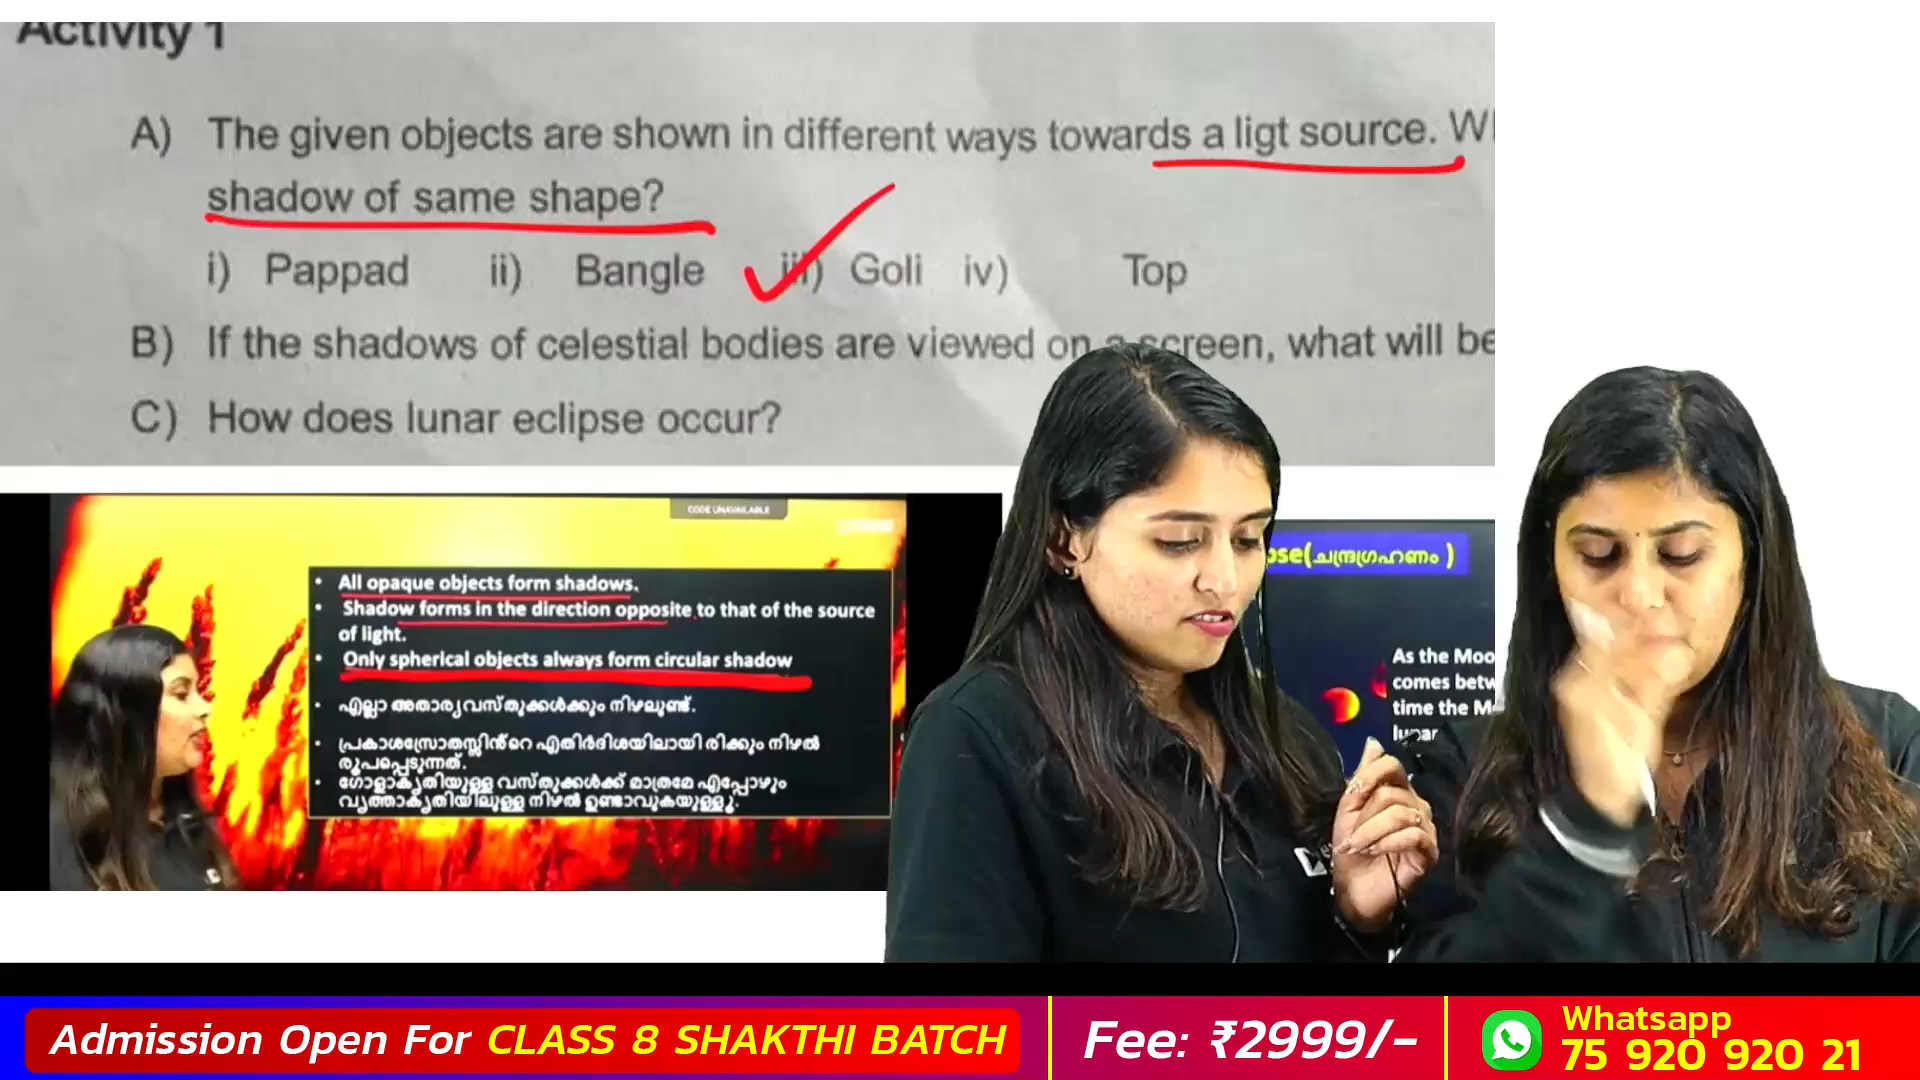 Activity 1
A) The given objects are shown in different ways towards a ligt source.
shadow of same shape?
i) Pappad ii) Bangle iii) Goli iv) Top
B) If the shadows of celestial bodies are viewed on a screen, what will be
C) How does lunar eclipse occur?
CODE UNAVAILABLE
• All opaque objects form shadows.
• Shadow forms in the direction opposite to that of the source
of light.
• Only spherical objects always form circular shadow
• എല്ലാ അതാര്യവസ്തുക്കൾക്കും നിഴലുണ്ട്.
• പ്രകാശസ്രോതസ്സിൻ്റെ എതിർദിശയിലായി രിക്കും നിഴൽ
രൂപപ്പെടുന്നത്.
• ഗോളാകൃതിയുള്ള വസ്തുക്കൾക്ക് മാത്രമേ എപ്പോഴും
വൃത്താകൃതിയിലുള്ള നിഴൽ ഉണ്ടാവുകയുള്ളൂ.
pse(ചന്ദ്രഗ്രഹണം )
As the Moo
comes betw
time the M
lunar
Admission Open For CLASS 8 SHAKTHI BATCH
Fee: ₹2999/-
Whatsapp
75 920 920 21